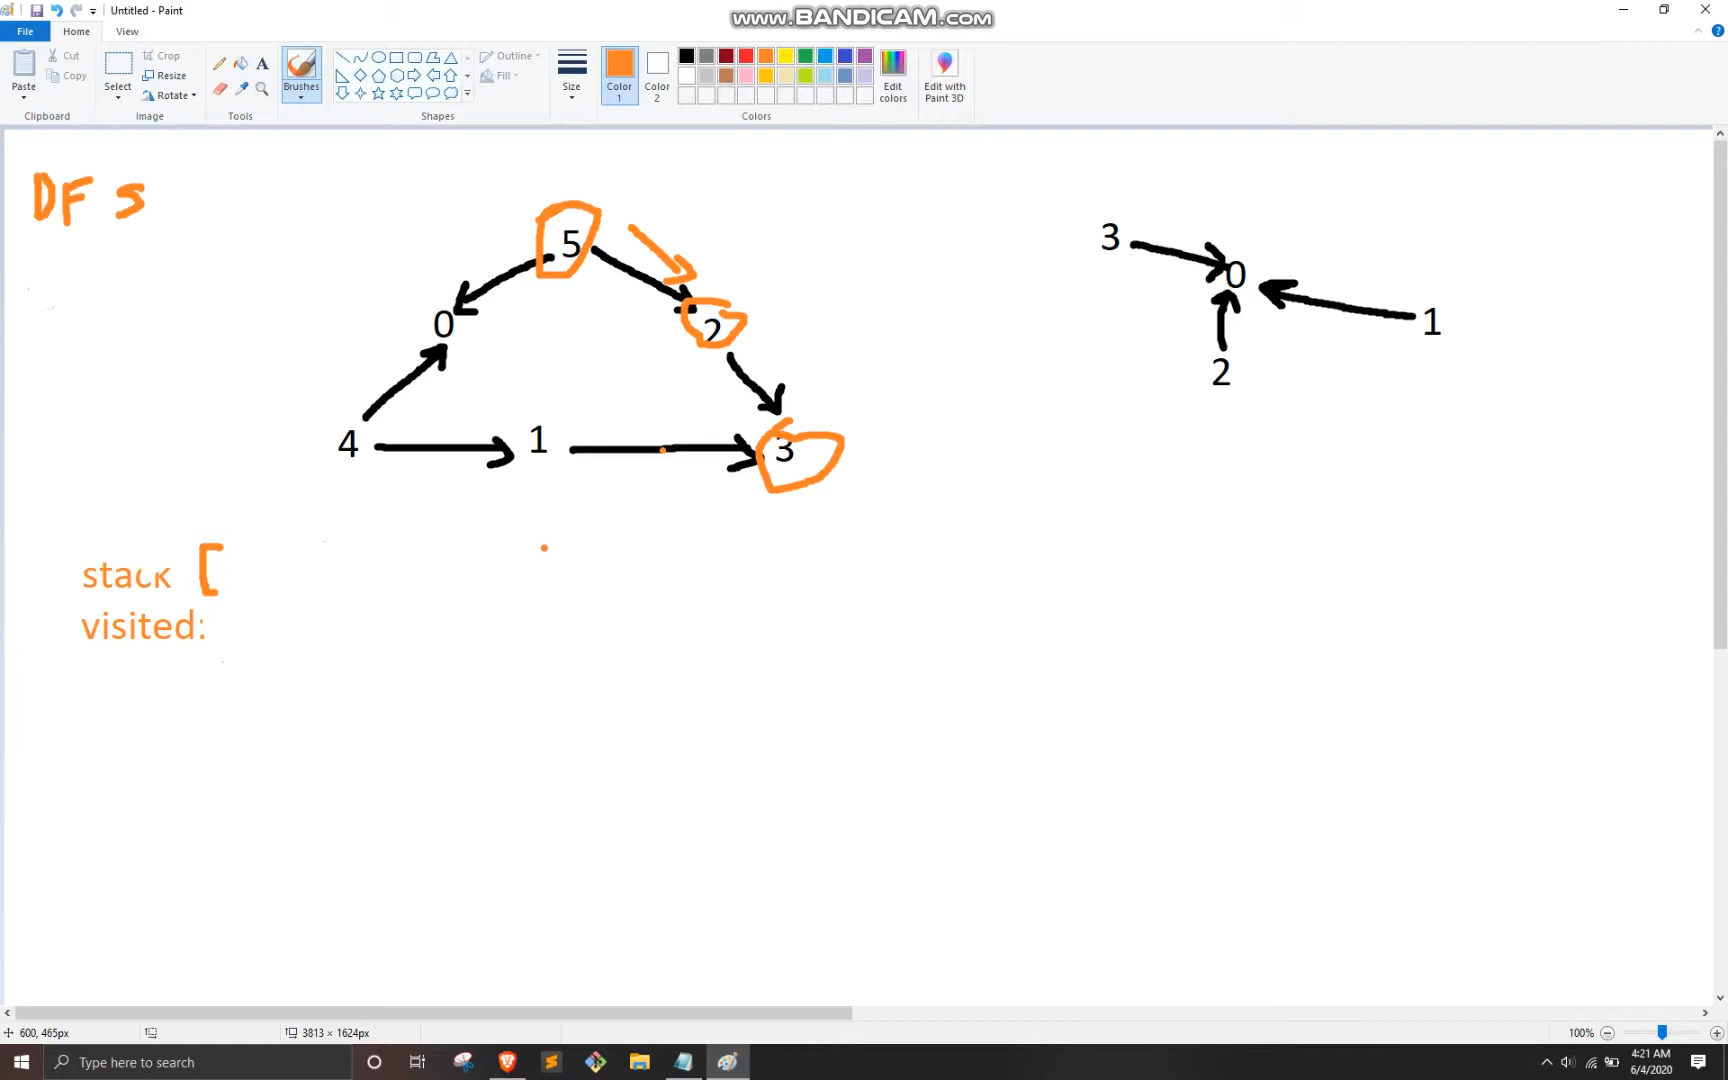 Untitled - Paint
www.BANDICAM.com
File
Home
View
Paste
Cut
Copy
Clipboard
Select
Crop
Resize
Rotate
Image
Tools
Brushes
Shapes
Outline
Fill
Size
Color 1
Color 2
Edit colors
Edit with Paint 3D
Colors
DFS
5
0
2
4
1
3
3
0
1
2
stack [
visited:
600, 465px
3813 × 1624px
100%
Type here to search
4:21 AM
6/4/2020